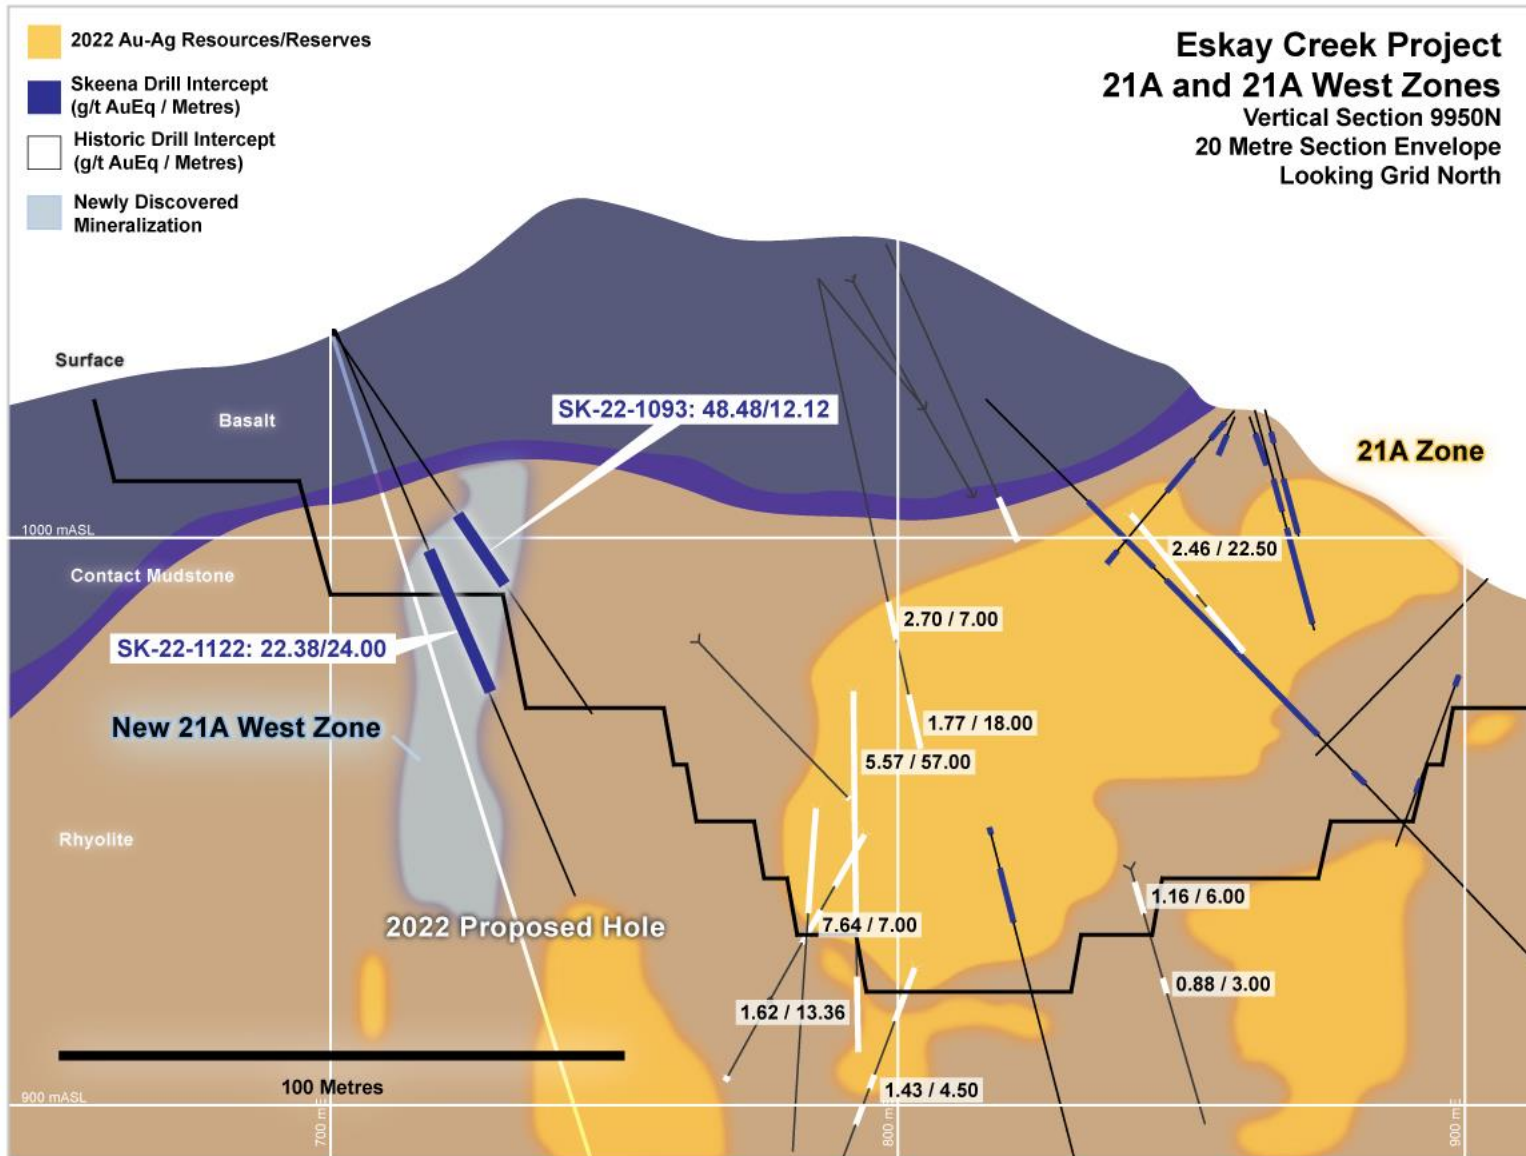 2022 Au-Ag Resources/Reserves
Skeena Drill Intercept
(g/t AuEq / Metres)
Historic Drill Intercept
(g/t AuEq / Metres)
Newly Discovered
Mineralization
Eskay Creek Project
21A and 21A West Zones
Vertical Section 9950N
20 Metre Section Envelope
Looking Grid North
Surface
Basalt
SK-22-1093: 48.48/12.12
21A Zone
1000 mASL
2.46 / 22.50
Contact Mudstone
2.70 / 7.00
SK-22-1122: 22.38/24.00
New 21A West Zone
1.77 / 18.00
5.57 / 57.00
Rhyolite
1.16 / 6.00
2022 Proposed Hole
7.64 / 7.00
0.88 / 3.00
1.62 / 13.36
100 Metres
1.43 / 4.50
900 mASL
700 mE
800 mE
900 mE